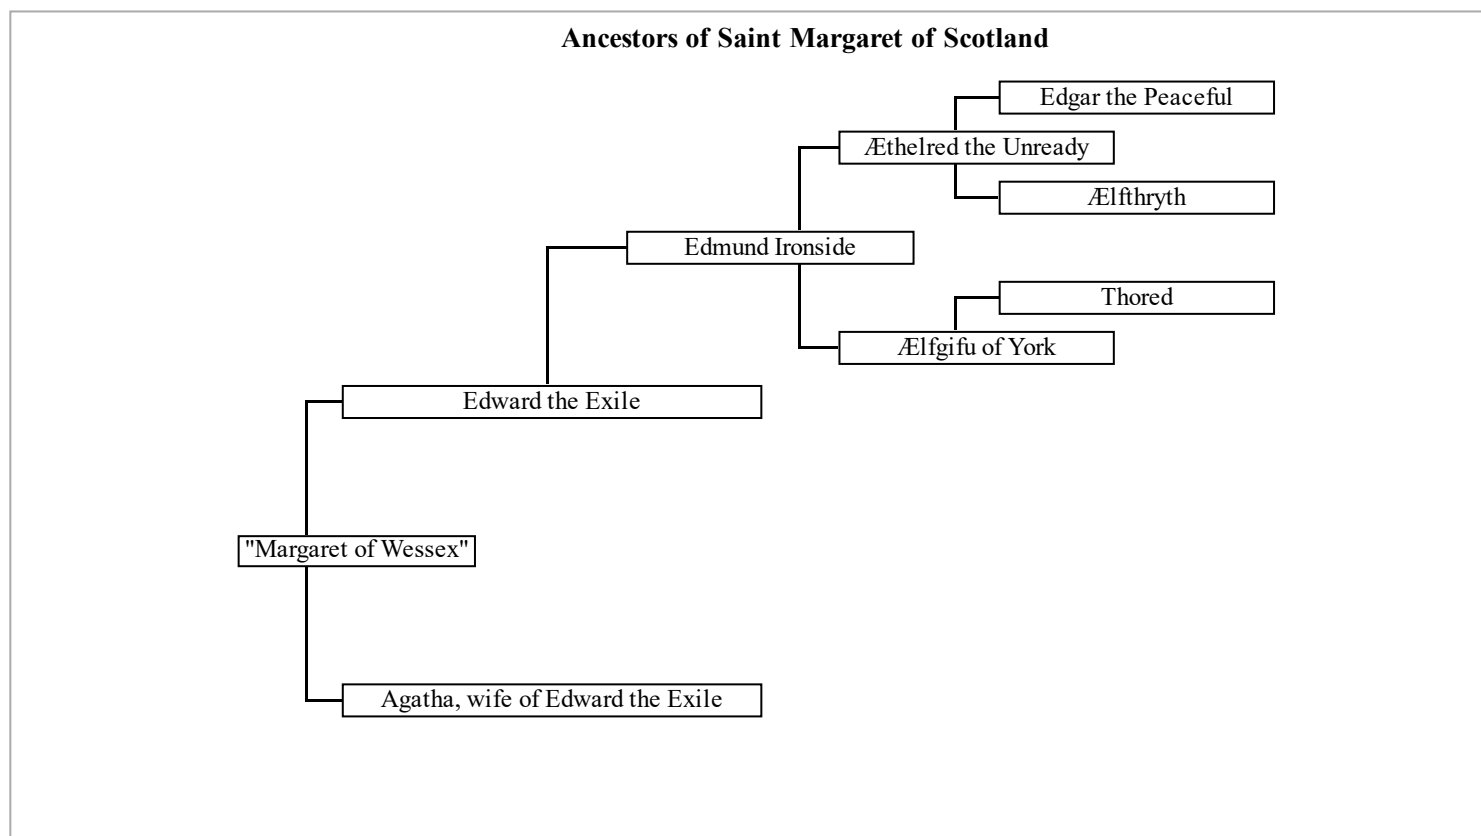 Ancestors of Saint Margaret of Scotland
Edgar the Peaceful
Æthelred the Unready
Ælfthryth
Edmund Ironside
Thored
Ælfgifu of York
Edward the Exile
"Margaret of Wessex"
Agatha, wife of Edward the Exile